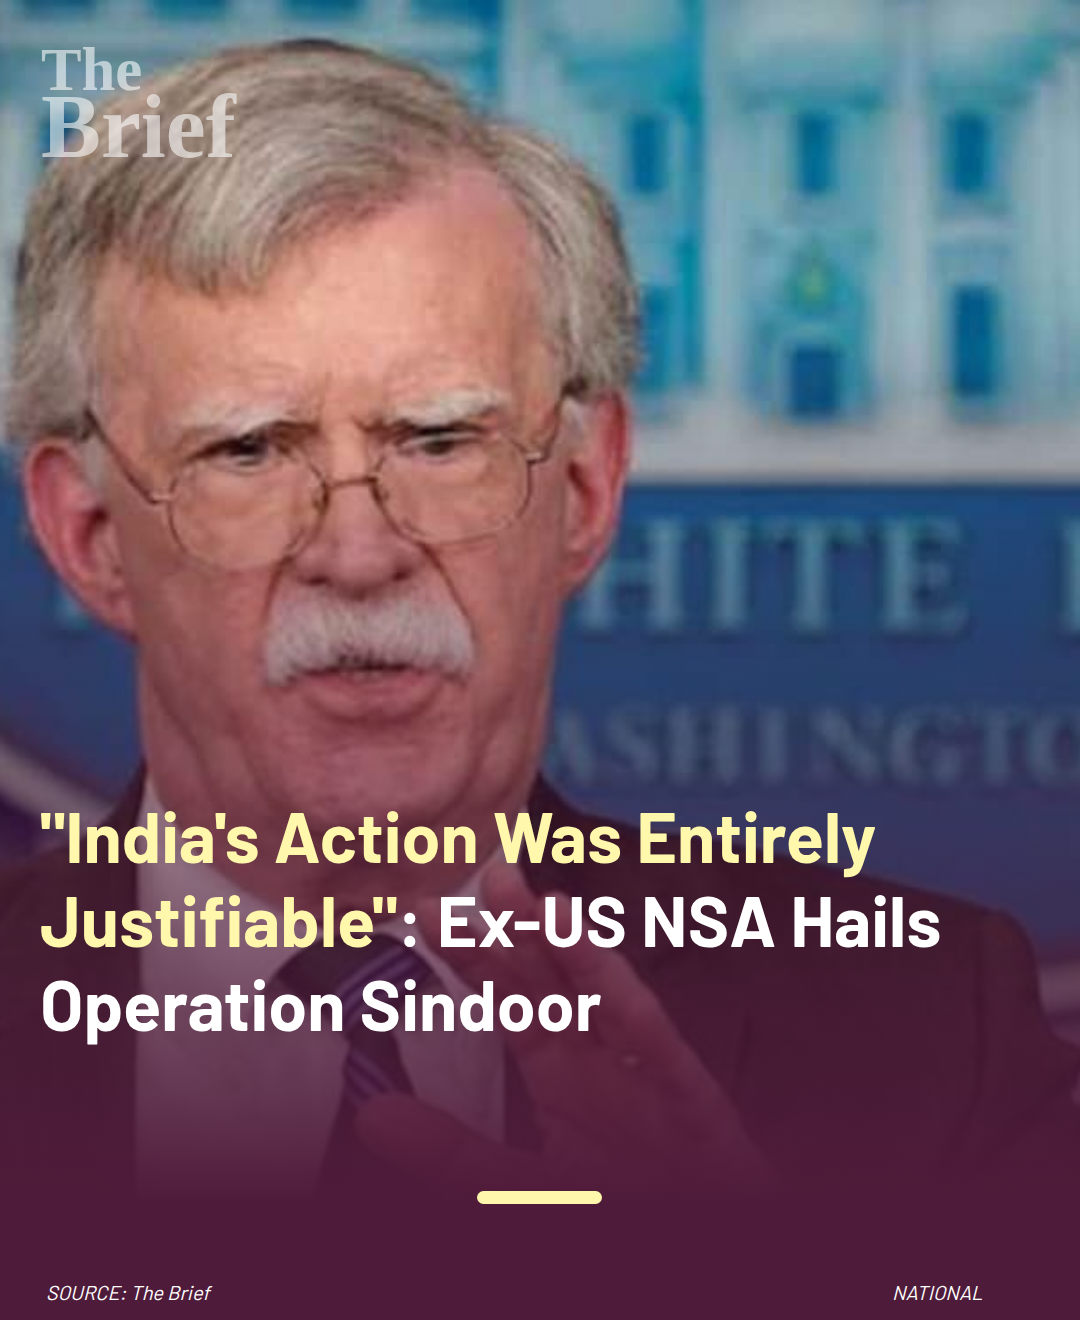 The
Brief
HITE
ASHINGTO
"India's Action Was Entirely
Justifiable": Ex-US NSA Hails
Operation Sindoor
SOURCE: The Brief
NATIONAL